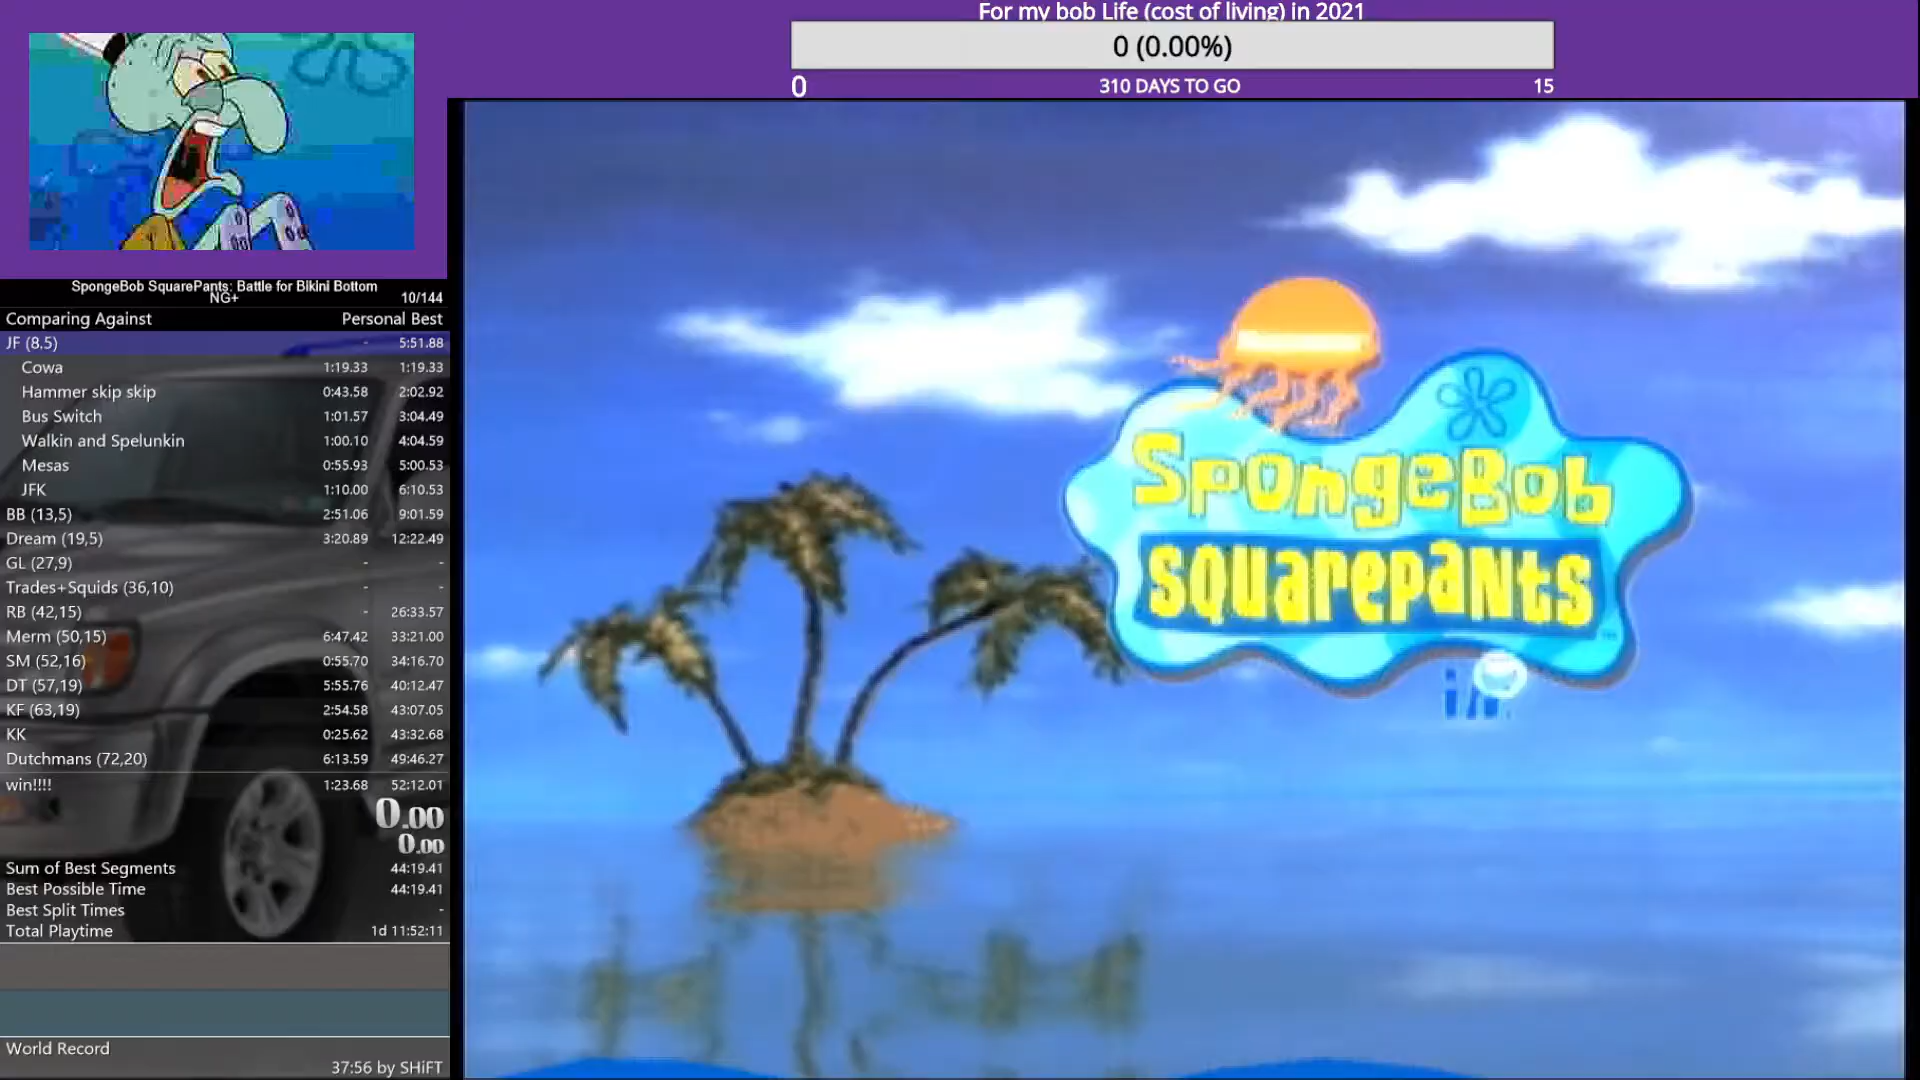 For my bob Life (cost of living) in 2021
0 (0.00%)
0 310 DAYS TO GO 15
SpongeBob SquarePants: Battle for Bikini Bottom
NG+ 10/144
Comparing Against Personal Best
JF (8.5) - 5:51.88
Cowa 1:19.33 1:19.33
Hammer skip skip 0:43.58 2:02.92
Bus Switch 1:01.57 3:04.49
Walkin and Spelunkin 1:00.10 4:04.59
Mesas 0:55.93 5:00.53
JFK 1:10.00 6:10.53
BB (13,5) 2:51.06 9:01.59
Dream (19,5) 3:20.89 12:22.49
GL (27,9) - -
Trades+Squids (36,10) - -
RB (42,15) - 26:33.57
Merm (50,15) 6:47.42 33:21.00
SM (52,16) 0:55.70 34:16.70
DT (57,19) 5:55.76 40:12.47
KF (63,19) 2:54.58 43:07.05
KK 0:25.62 43:32.68
Dutchmans (72,20) 6:13.59 49:46.27
win!!!! 1:23.68 52:12.01
0.00
0.00
Sum of Best Segments 44:19.41
Best Possible Time 44:19.41
Best Split Times -
Total Playtime 1d 11:52:11
World Record
37:56 by SHiFT
SpongeBob
SquarePants
™
in